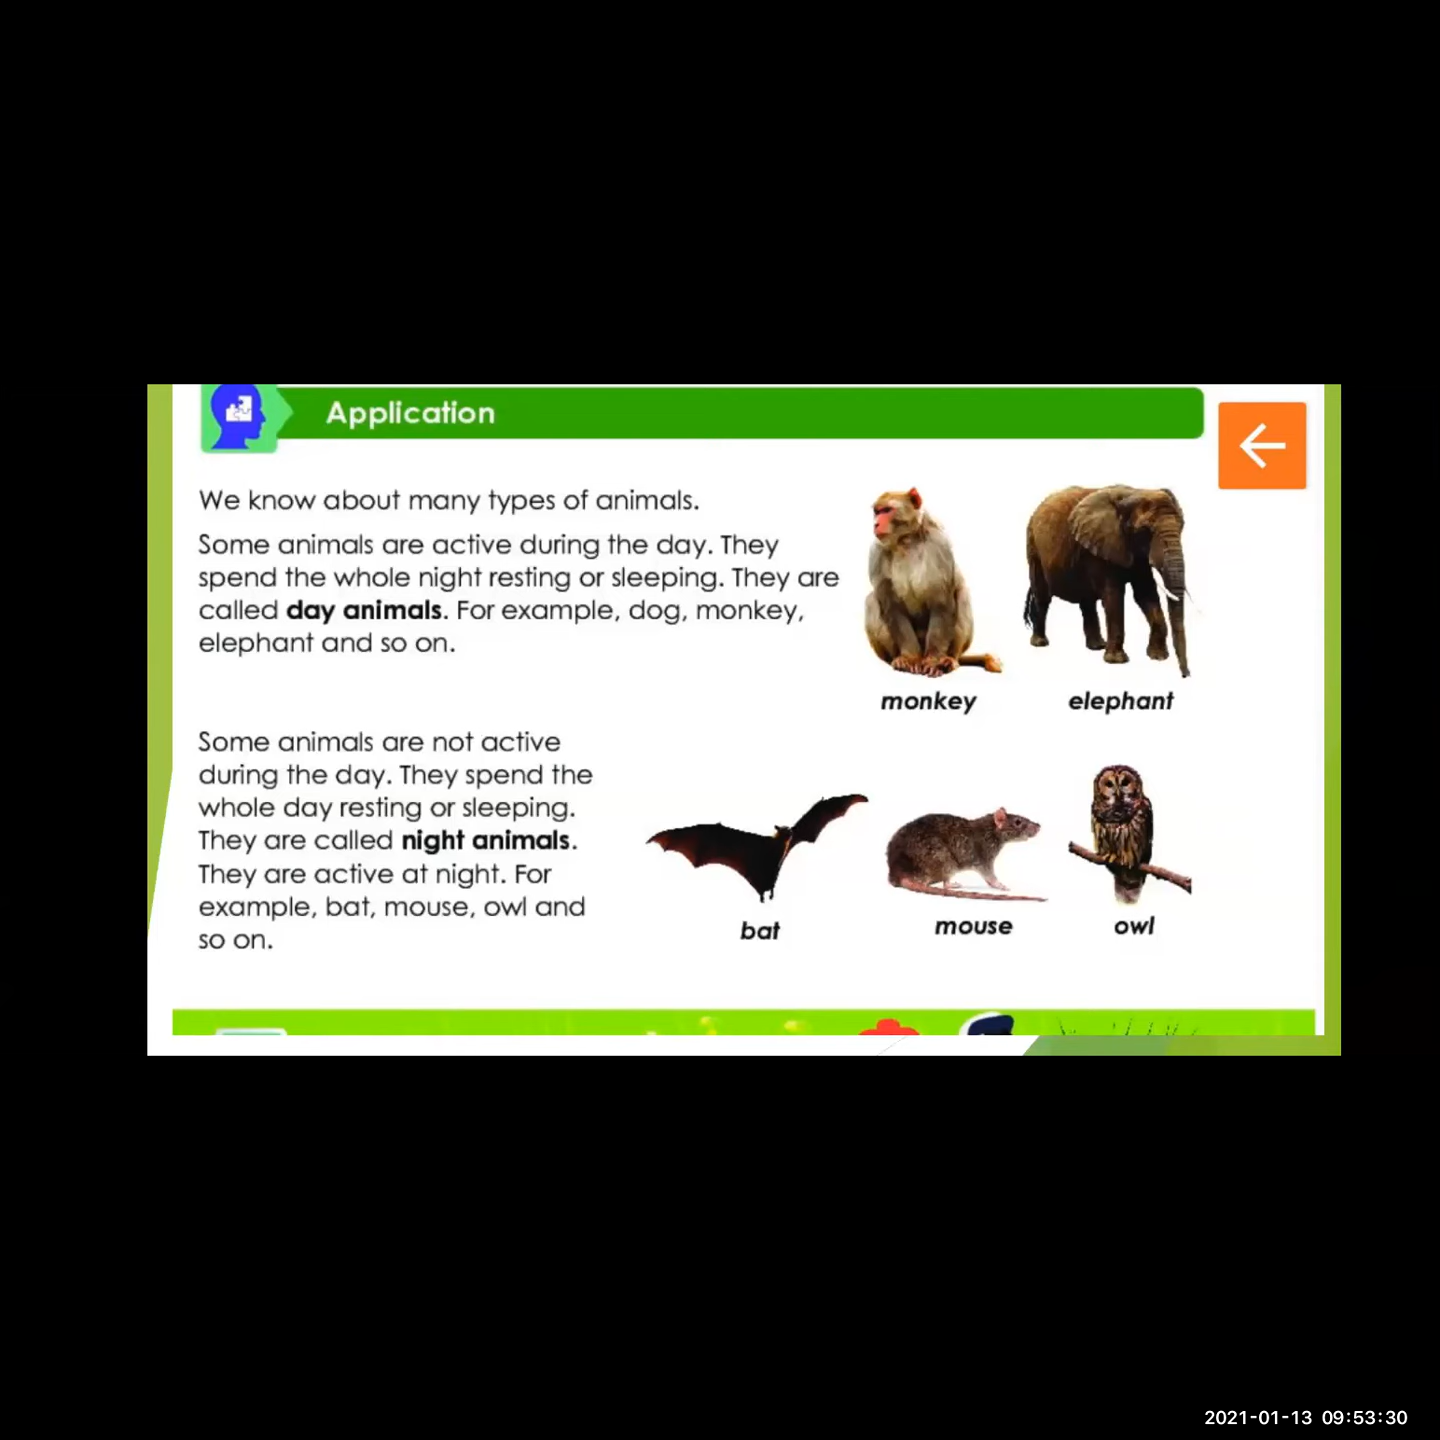 Application
We know about many types of animals.
Some animals are active during the day. They
spend the whole night resting or sleeping. They are
called day animals. For example, dog, monkey,
elephant and so on.
monkey
elephant
Some animals are not active
during the day. They spend the
whole day resting or sleeping.
They are called night animals.
They are active at night. For
example, bat, mouse, owl and
so on.
bat
mouse
owl
2021-01-13 09:53:30